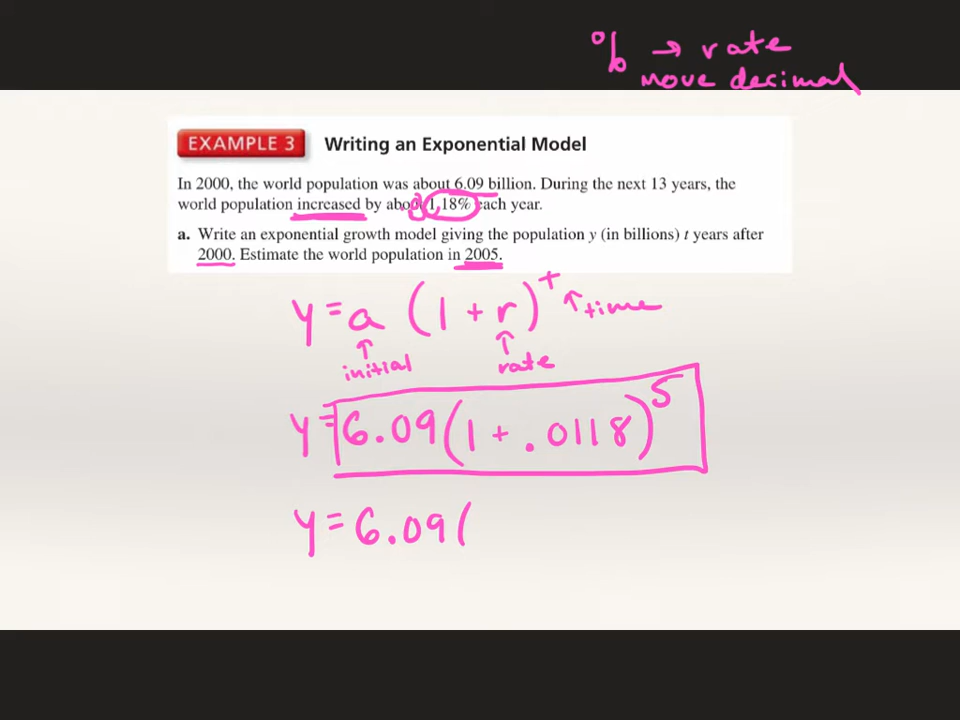 % → rate
move decimal
EXAMPLE 3 Writing an Exponential Model
In 2000, the world population was about 6.09 billion. During the next 13 years, the
world population increased by about 1.18% each year.
a. Write an exponential growth model giving the population y (in billions) t years after
2000. Estimate the world population in 2005.
y = a (1 + r)^t ↑time
↑ ↑
initial rate
y = 6.09(1 + .0118)^5
y = 6.09(